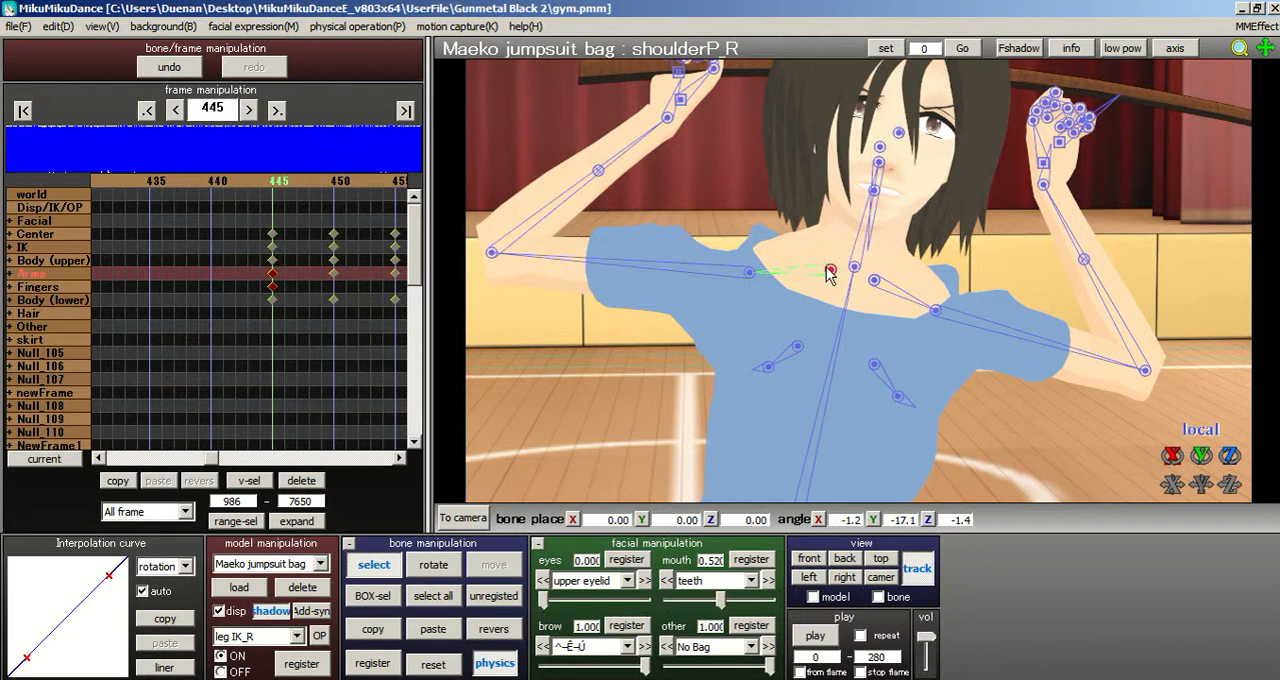 MikuMikuDance [C:\Users\Duenan\Desktop\MikuMikuDanceE_v803x64\UserFile\Gunmetal Black 2\gym.pmm]
file(F) edit(D) view(V) background(B) facial expression(M) physical operation(P) motion capture(K) help(H) MMEffect
bone/frame manipulation
undo redo
frame manipulation
|< .< < 445 > >. >|
435 440 445 450 455
world
Disp/IK/OP
+ Facial
+ Center
+ IK
+ Body (upper)
+ Arms
+ Fingers
+ Body (lower)
+ Hair
+ Other
+ skirt
+ Null_105
+ Null_106
+ Null_107
+ newFrame
+ Null_108
+ Null_109
+ Null_110
+ NewFrame1
current
copy paste revers v-sel delete
All frame 986 - 7650
range-sel expand
Maeko jumpsuit bag : shoulderP_R
set 0 Go Fshadow info low pow axis
local
X Y Z
X Y Z
To camera bone place X 0.00 Y 0.00 Z 0.00 angle X -1.2 Y -17.1 Z -1.4
Interpolation curve
rotation
auto
copy
paste
liner
model manipulation
Maeko jumpsuit bag
load delete
disp shadow Add-syn
leg IK_R OP
ON
OFF
register
- bone manipulation
select rotate move
BOX-sel select all unregisted
copy paste revers
register reset physics
- facial manipulation
eyes 0.000 register mouth 0.520 register
<< upper eyelid >> << teeth >>
brow 1.000 register other 1.000 register
<< ^–Ê–Ú >> << No Bag >>
view
front back top
left right camer track
model bone
play
play repeat
0 - 280
from flame stop flame
vol